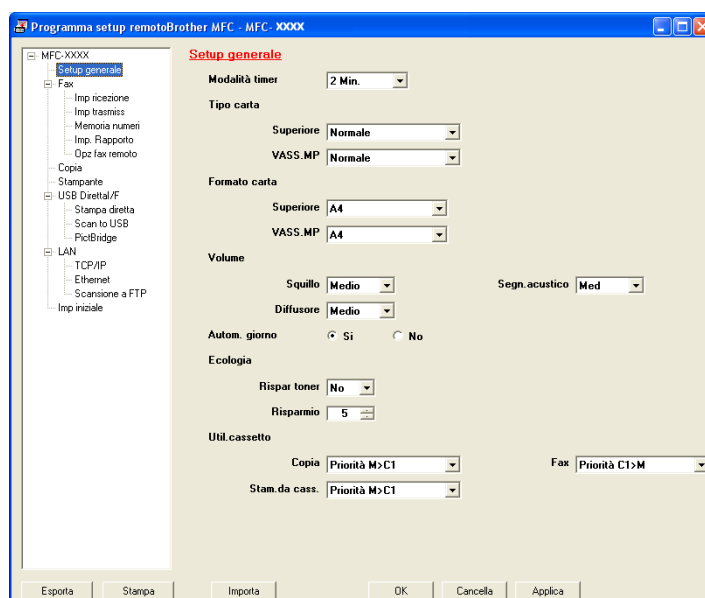 Programma setup remotoBrother MFC - MFC- XXXX
MFC-XXXX
Setup generale
Fax
Imp ricezione
Imp trasmiss
Memoria numeri
Imp. Rapporto
Opz fax remoto
Copia
Stampante
USB Direttal/F
Stampa diretta
Scan to USB
PictBridge
LAN
TCP/IP
Ethernet
Scansione a FTP
Imp iniziale
Setup generale
Modalità timer 2 Min.
Tipo carta
Superiore Normale
VASS.MP Normale
Formato carta
Superiore A4
VASS.MP A4
Volume
Squillo Medio Segn.acustico Med
Diffusore Medio
Autom. giorno Si No
Ecologia
Rispar toner No
Risparmio 5
Util.cassetto
Copia Priorità M>C1 Fax Priorità C1>M
Stam.da cass. Priorità M>C1
Esporta Stampa Importa OK Cancella Applica